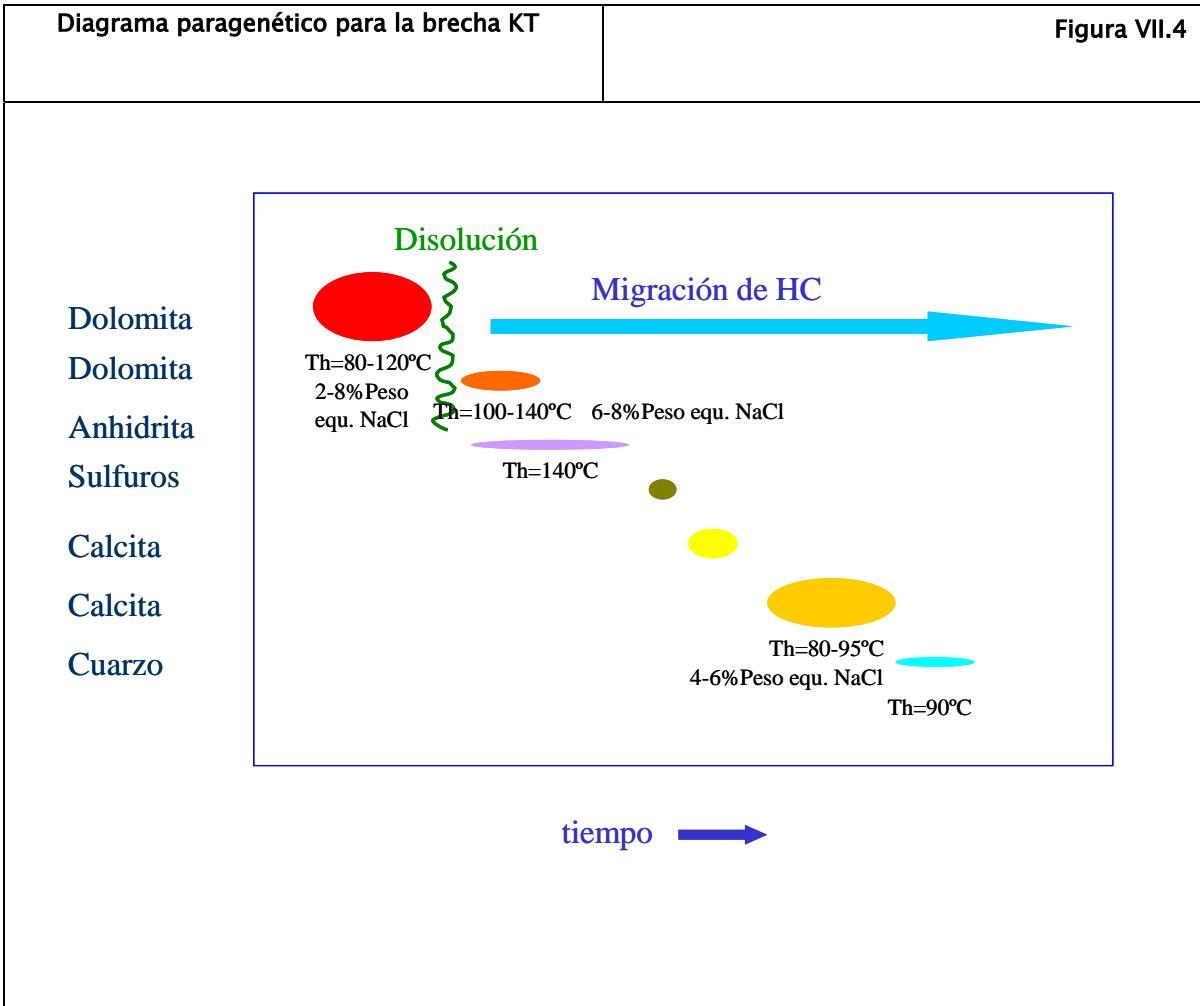 Diagrama paragenético para la brecha KT
Figura VII.4
Disolución
Migración de HC
Dolomita
Th=80-120ºC
2-8%Peso
equ. NaCl
Dolomita
Th=100-140ºC 6-8%Peso equ. NaCl
Anhidrita
Th=140ºC
Sulfuros
Calcita
Calcita
Th=80-95ºC
4-6%Peso equ. NaCl
Cuarzo
Th=90ºC
tiempo